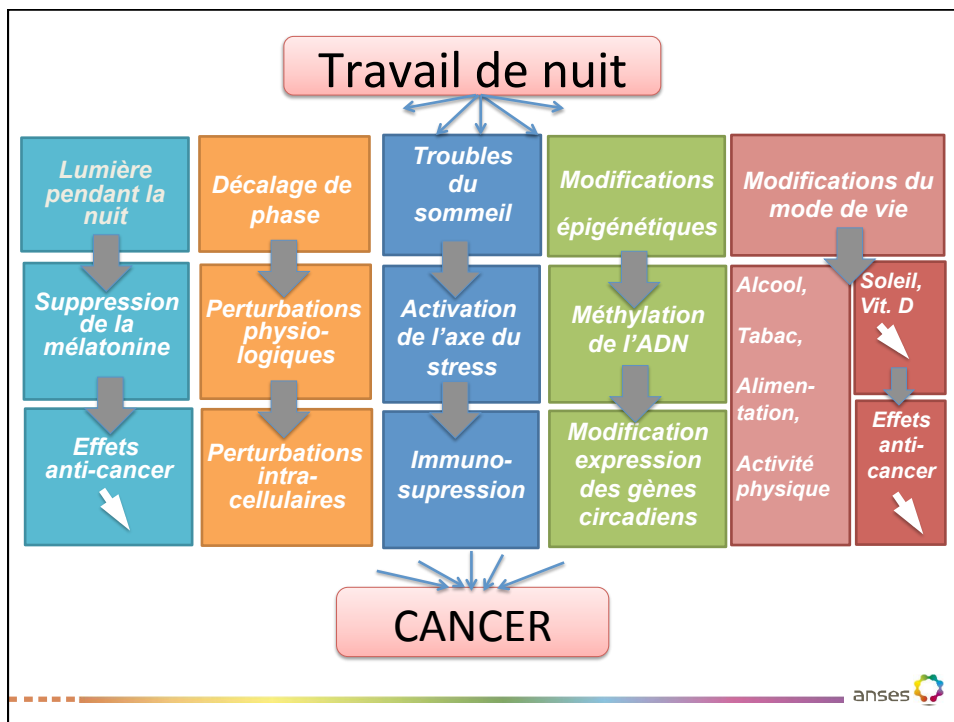 Travail de nuit
Lumière
pendant la
nuit
Suppression
de la
mélatonine
Effets
anti-cancer
Décalage de
phase
Perturbations
physio-
logiques
Perturbations
intra-
cellulaires
Troubles
du
sommeil
Activation
de l'axe du
stress
Immuno-
supression
Modifications
épigénétiques
Méthylation
de l'ADN
Modification
expression
des gènes
circadiens
Modifications du
mode de vie
Alcool,
Tabac,
Alimen-
tation,
Activité
physique
Soleil,
Vit. D
Effets
anti-
cancer
CANCER
anses